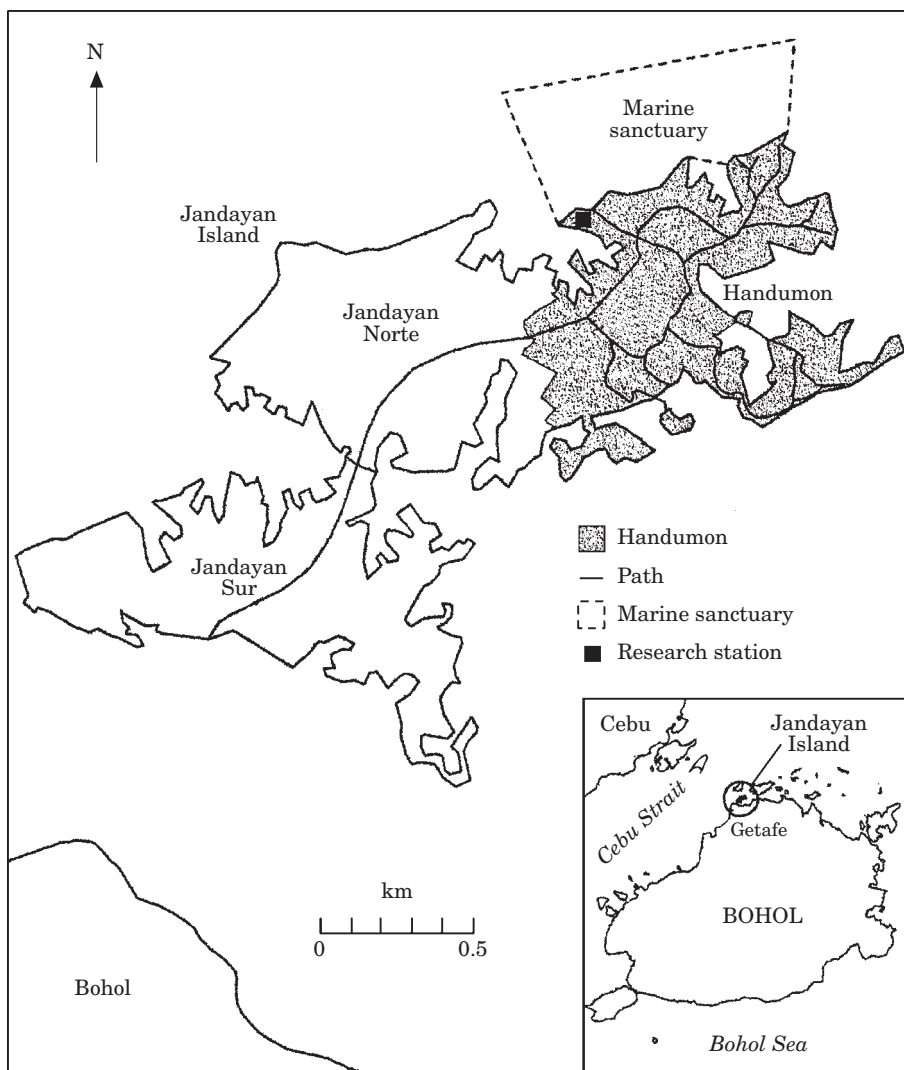 N
Marine
sanctuary
Jandayan
Island
Jandayan
Norte
Handumon
Jandayan
Sur
Handumon
Path
Marine sanctuary
Research station
km
0
0.5
Bohol
Cebu
Jandayan
Island
Cebu Strait
Getafe
BOHOL
Bohol Sea